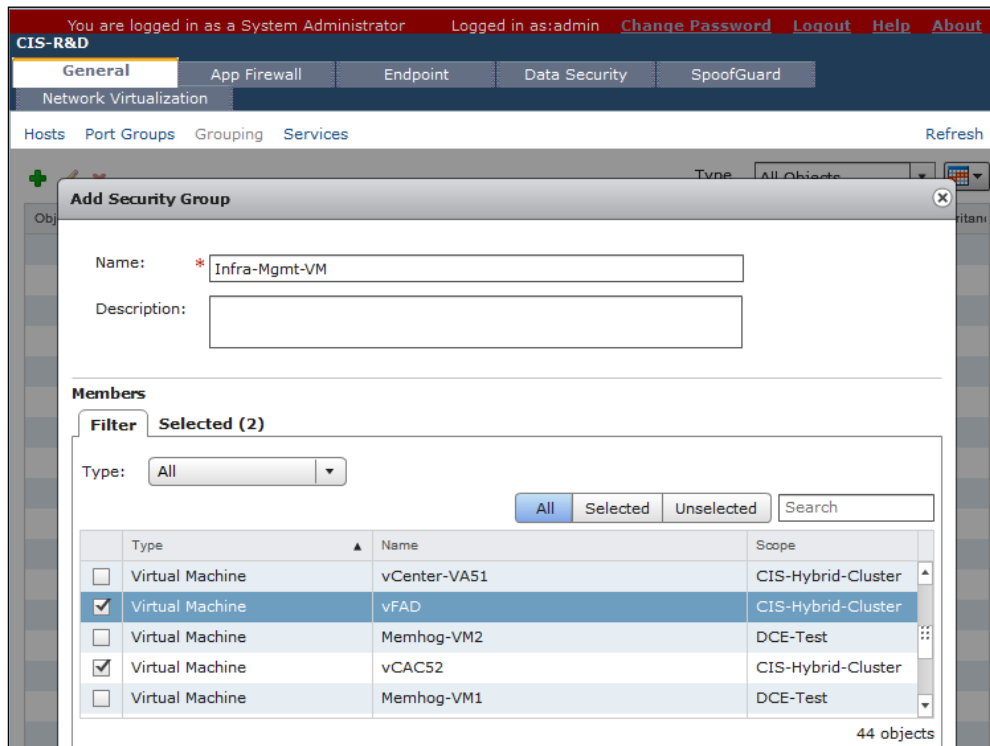 You are logged in as a System Administrator Logged in as:admin Change Password Logout Help About
CIS-R&D
General App Firewall Endpoint Data Security SpoofGuard
Network Virtualization
Hosts Port Groups Grouping Services Refresh
Type All Objects
Add Security Group
Obj
Name: * Infra-Mgmt-VM
Description:
Members
Filter Selected (2)
Type: All
All Selected Unselected Search
Type Name Scope
Virtual Machine vCenter-VA51 CIS-Hybrid-Cluster
Virtual Machine vFAD CIS-Hybrid-Cluster
Virtual Machine Memhog-VM2 DCE-Test
Virtual Machine vCAC52 CIS-Hybrid-Cluster
Virtual Machine Memhog-VM1 DCE-Test
44 objects